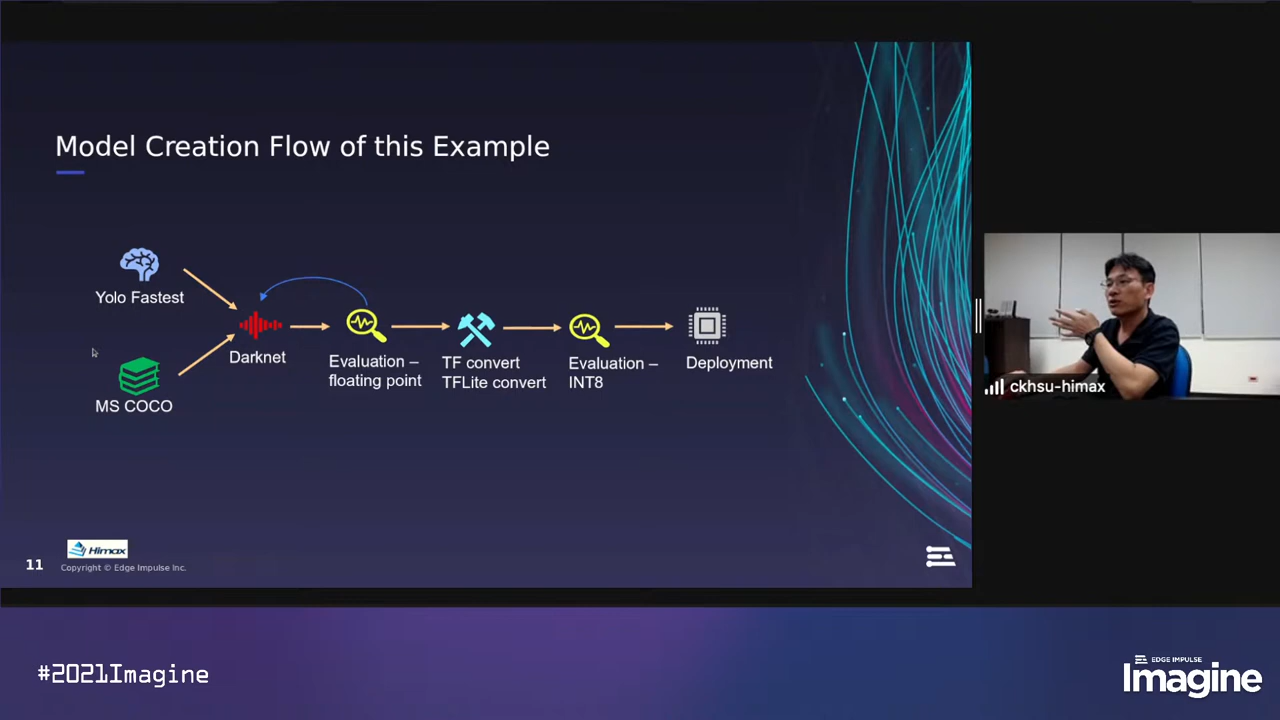 Model Creation Flow of this Example
Yolo Fastest
MS COCO
Darknet
Evaluation –
floating point
TF convert
TFLite convert
Evaluation –
INT8
Deployment
ckhsu-himax
Himax
11
Copyright © Edge Impulse Inc.
#2021Imagine
EDGE IMPULSE
Imagine